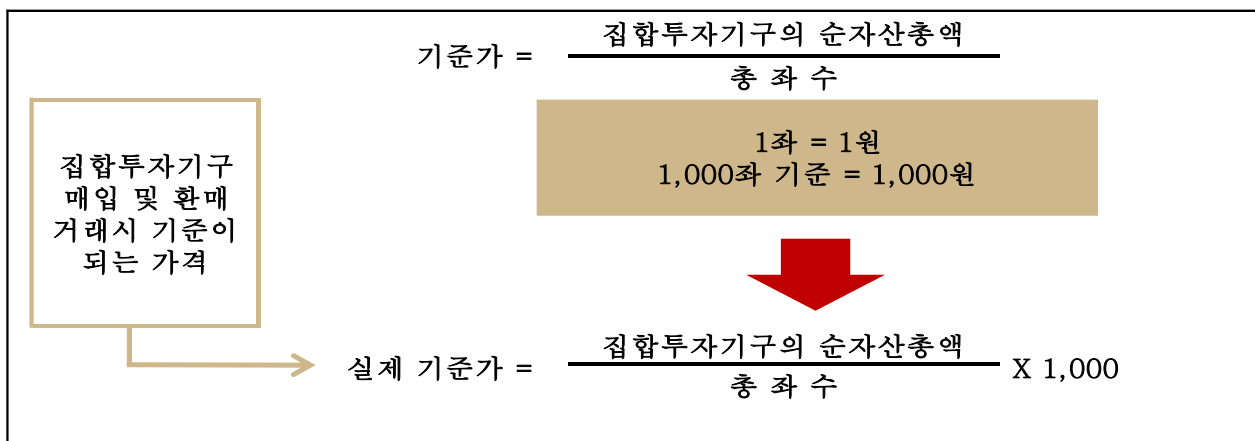 기준가 =
집합투자기구의 순자산총액
총 좌 수
1좌 = 1원
1,000좌 기준 = 1,000원
집합투자기구
매입 및 환매
거래시 기준이
되는 가격
실제 기준가 =
집합투자기구의 순자산총액
총 좌 수
X 1,000